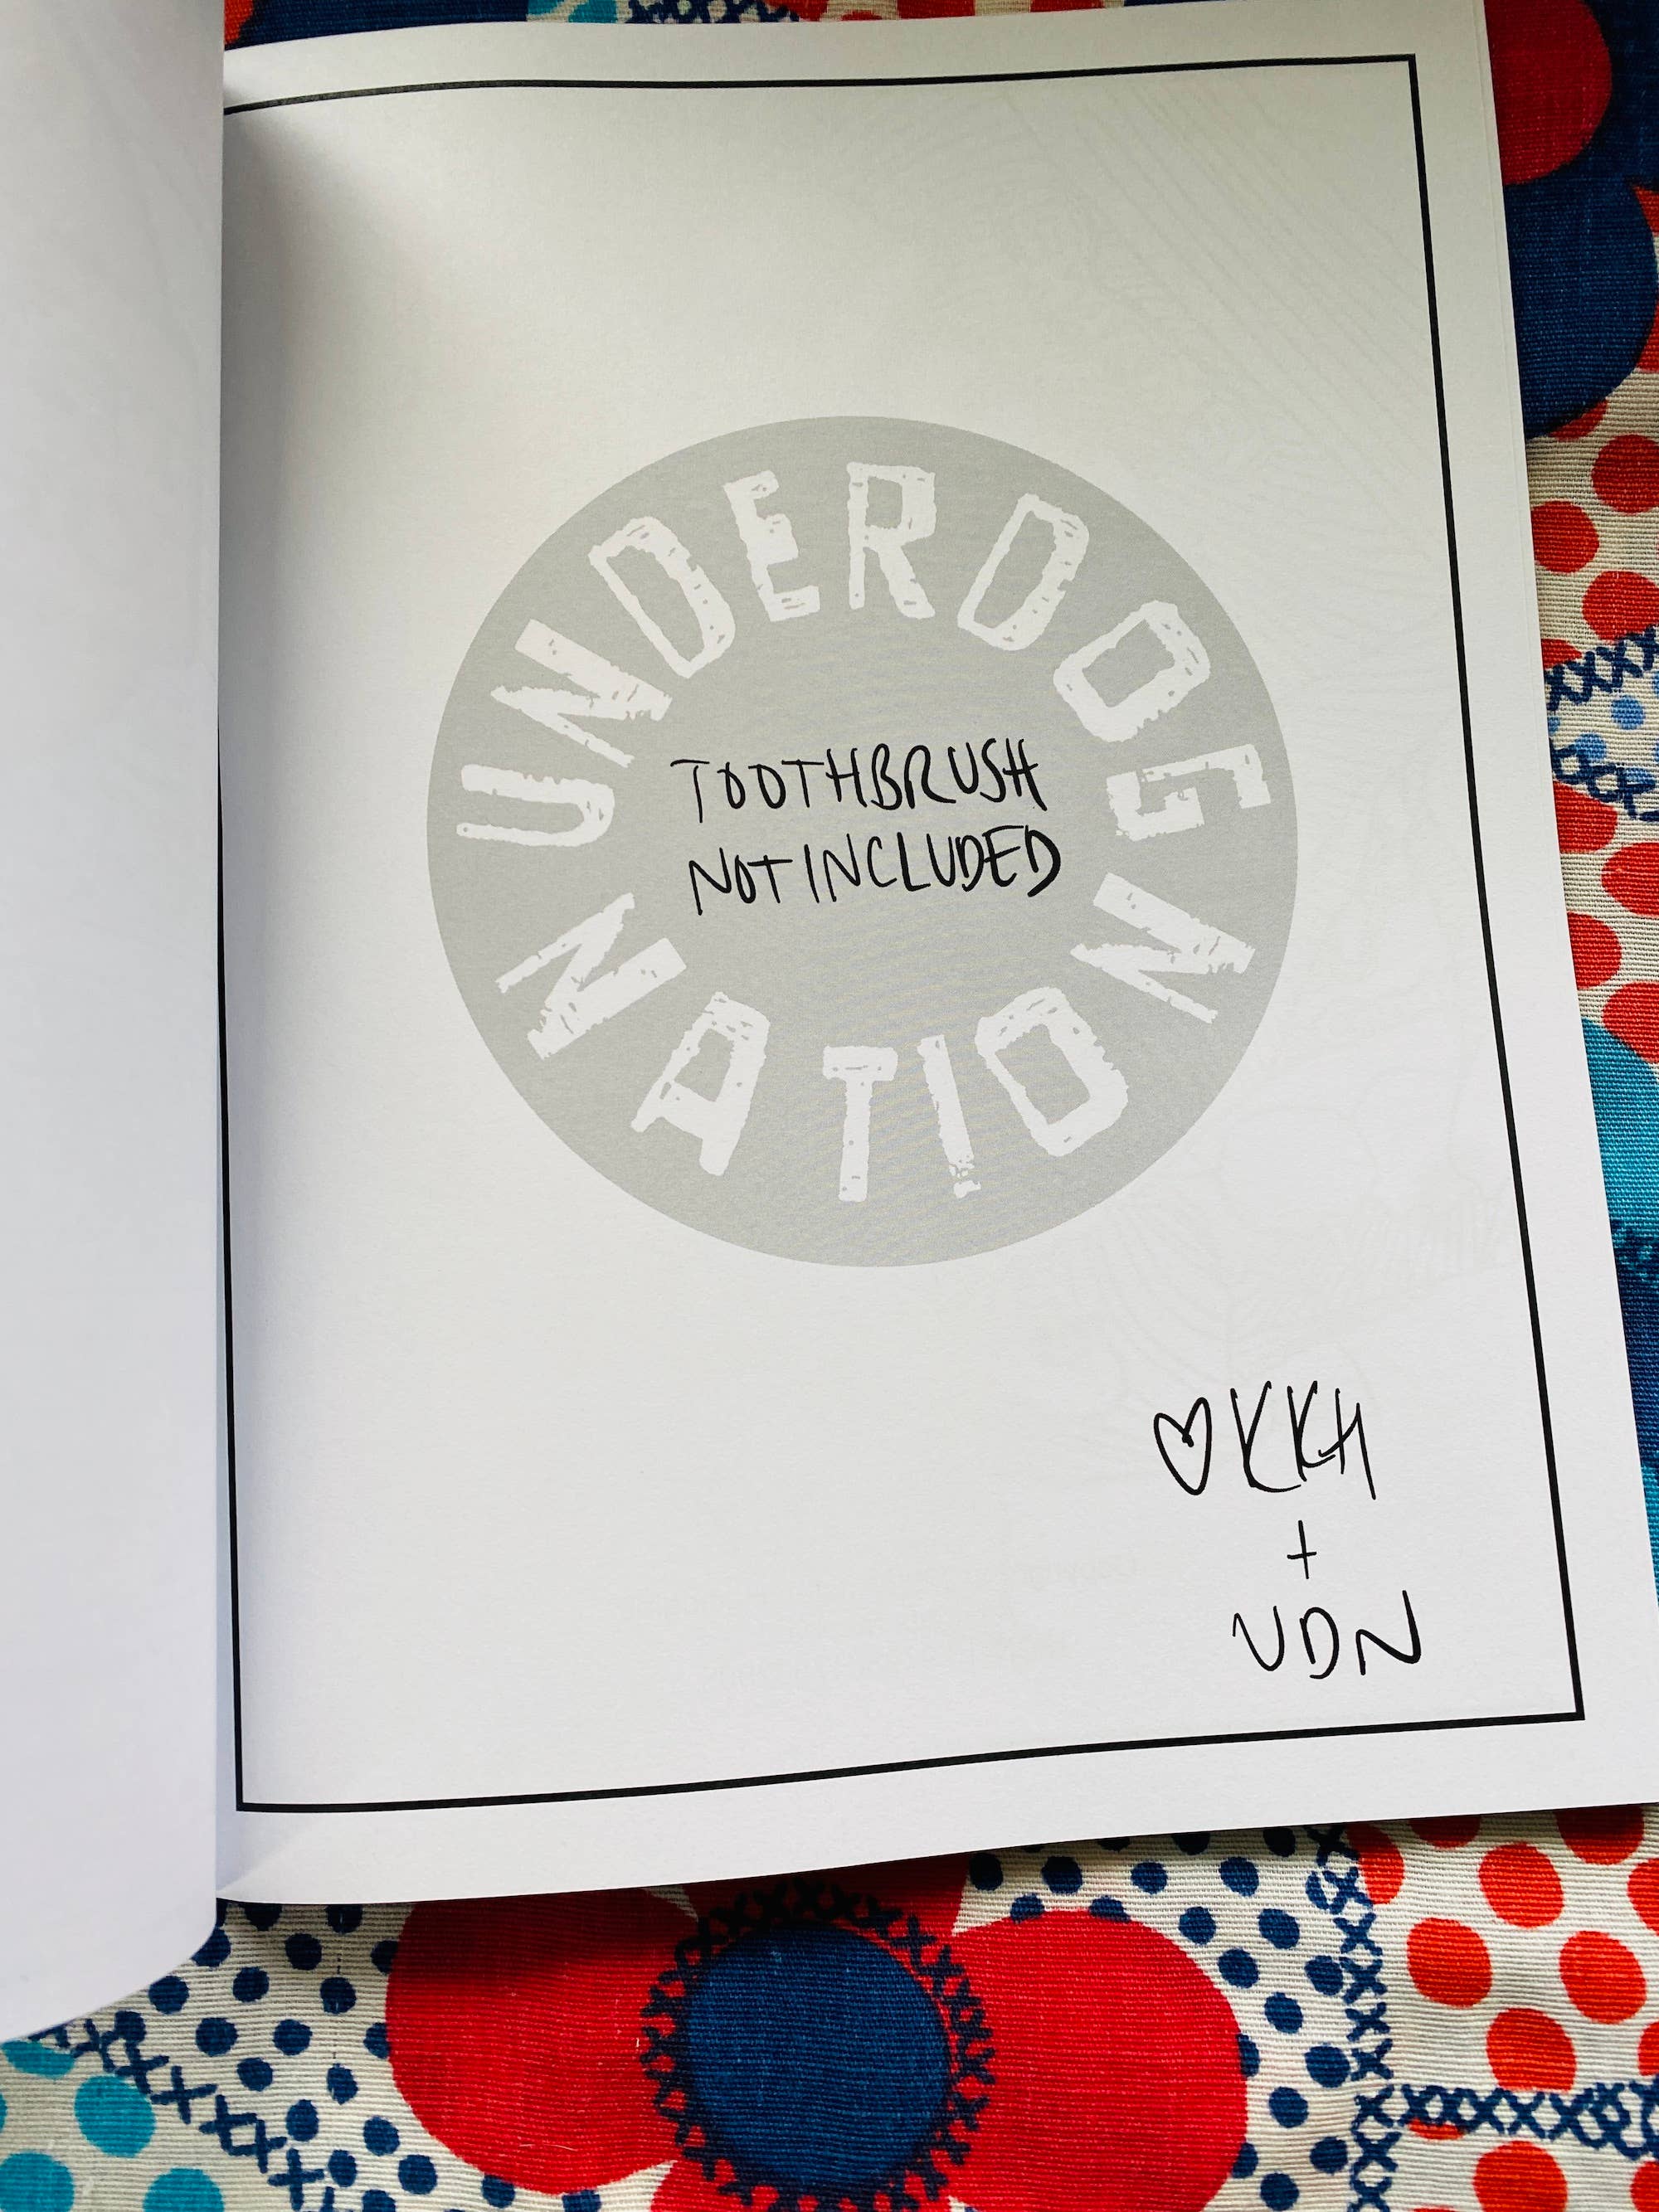 UNDERDOG
TOOTHBRUSH
NOT INCLUDED
NATION
♡ KKH
+
UDN